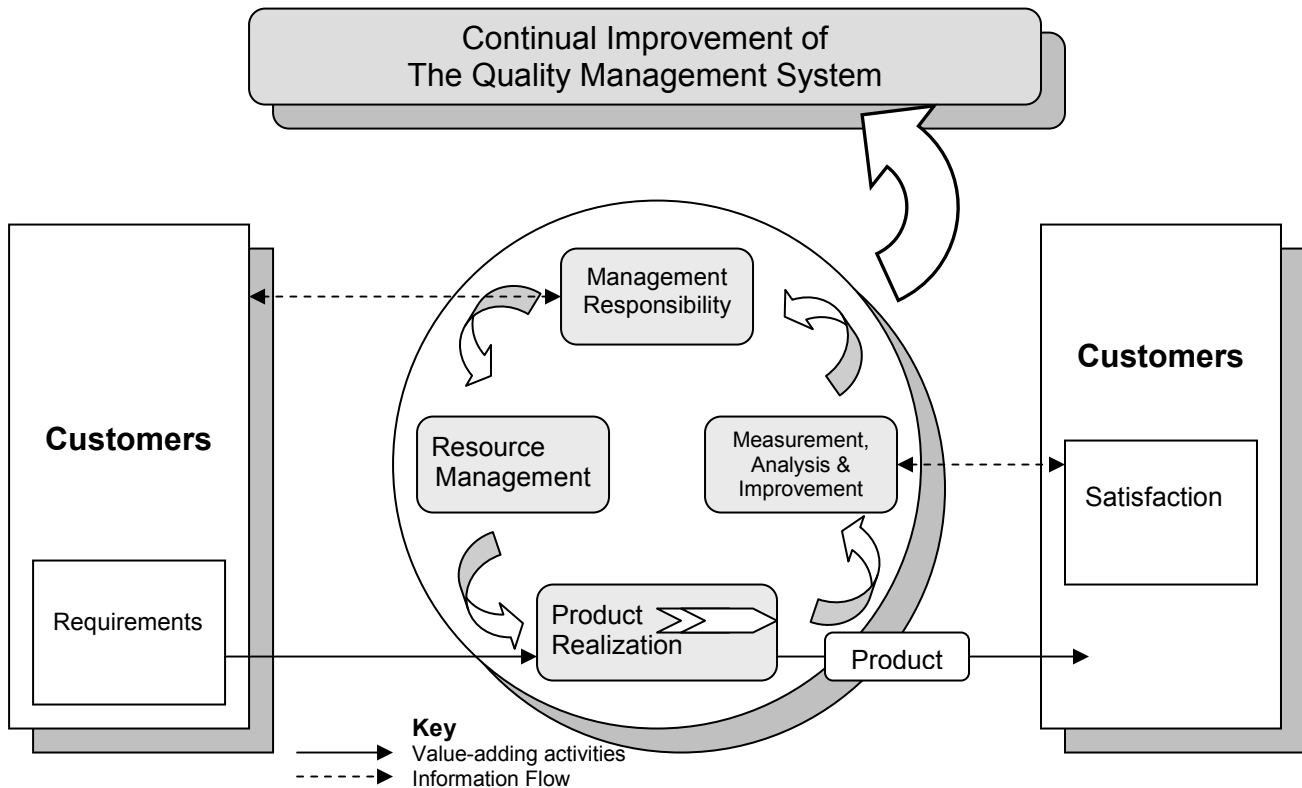 Continual Improvement of
The Quality Management System
Customers
Requirements
Management
Responsibility
Resource
Management
Measurement,
Analysis &
Improvement
Product
Realization
Product
Customers
Satisfaction
Key
Value-adding activities
Information Flow